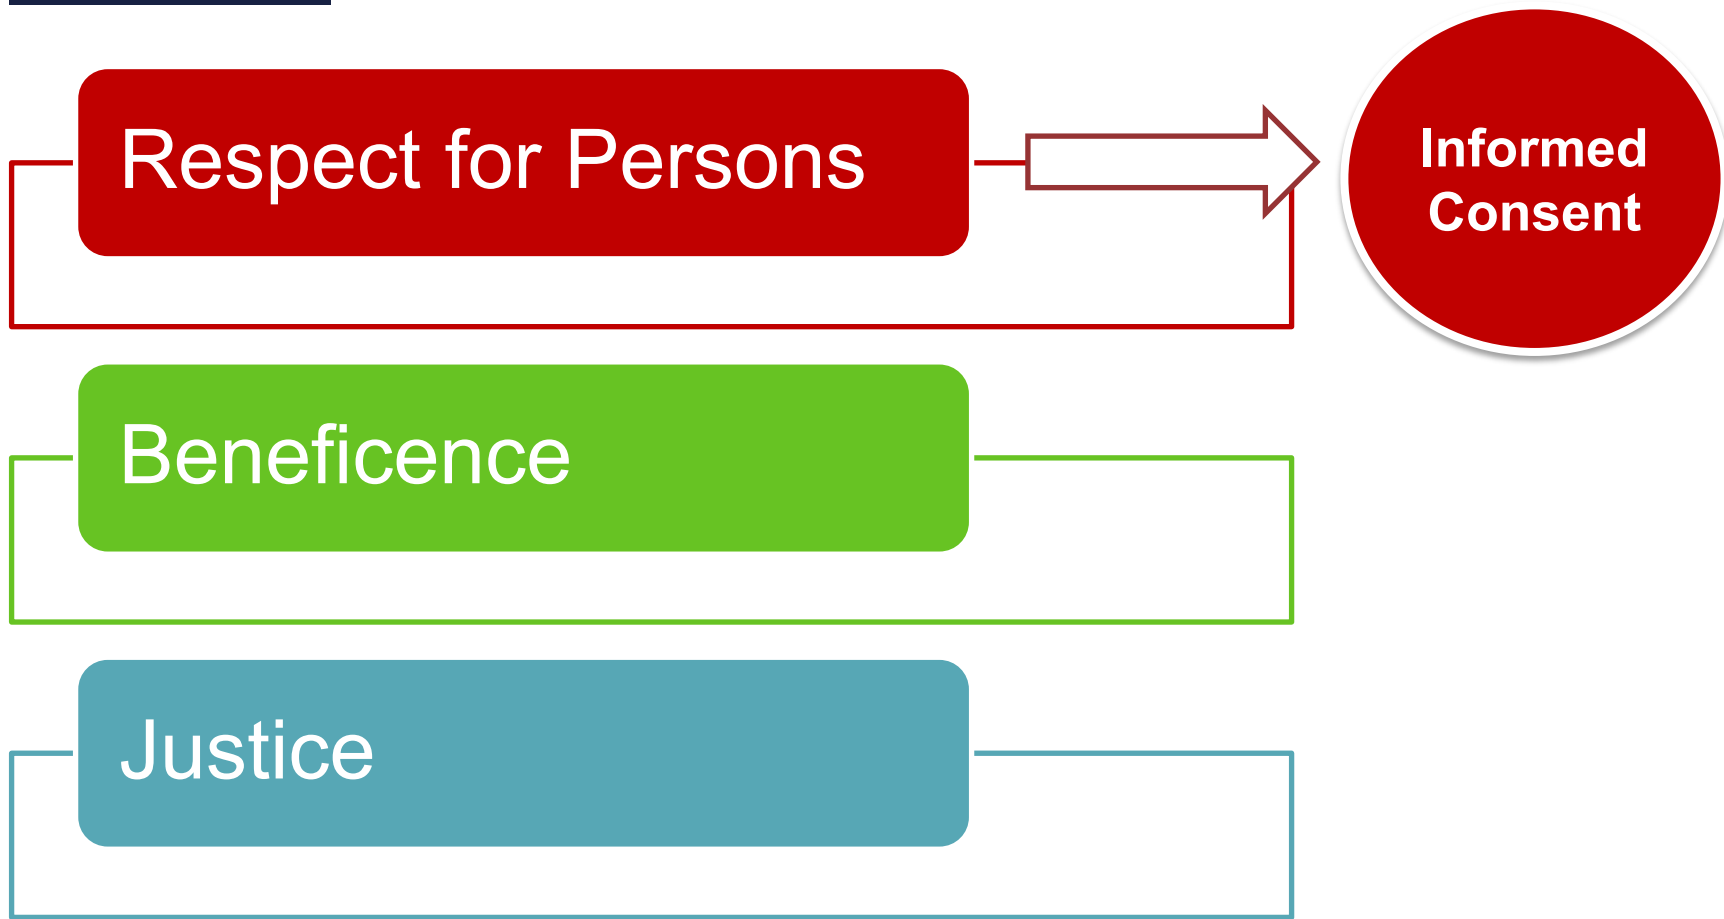 Respect for Persons
Informed
Consent
Beneficence
Justice